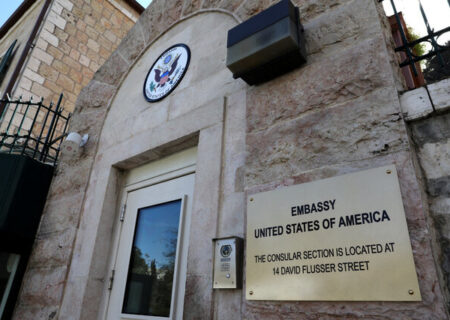 EMBASSY
UNITED STATES OF AMERICA
THE CONSULAR SECTION IS LOCATED AT
14 DAVID FLUSSER STREET